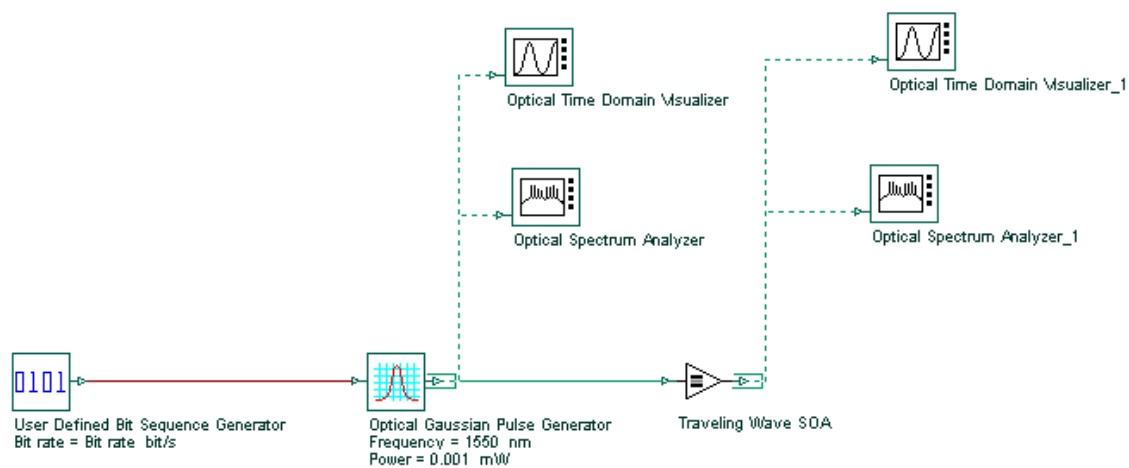 Optical Time Domain Visualizer_1
Optical Time Domain Visualizer
Optical Spectrum Analyzer_1
Optical Spectrum Analyzer
0101
User Defined Bit Sequence Generator
Bit rate = Bit rate bit/s
Optical Gaussian Pulse Generator
Frequency = 1550 nm
Power = 0.001 mW
Traveling Wave SOA